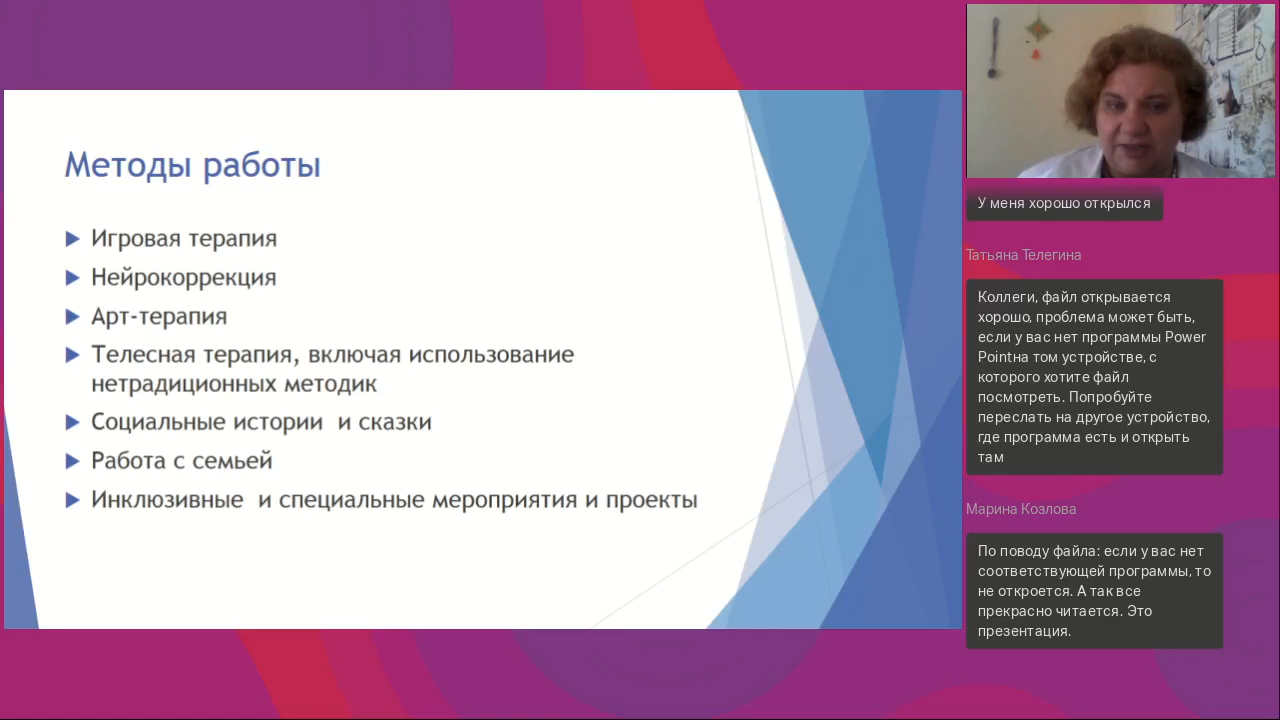 Методы работы
Игровая терапия
Нейрокоррекция
Арт-терапия
Телесная терапия, включая использование
нетрадиционных методик
Социальные истории  и сказки
Работа с семьей
Инклюзивные  и специальные мероприятия и проекты
У меня хорошо открылся
Татьяна Телегина
Коллеги, файл открывается
хорошо, проблема может быть,
если у вас нет программы Power
Pointна том устройстве, с
которого хотите файл
посмотреть. Попробуйте
переслать на другое устройство,
где программа есть и открыть
там
Марина Козлова
По поводу файла: если у вас нет
соответствующей программы, то
не откроется. А так все
прекрасно читается. Это
презентация.